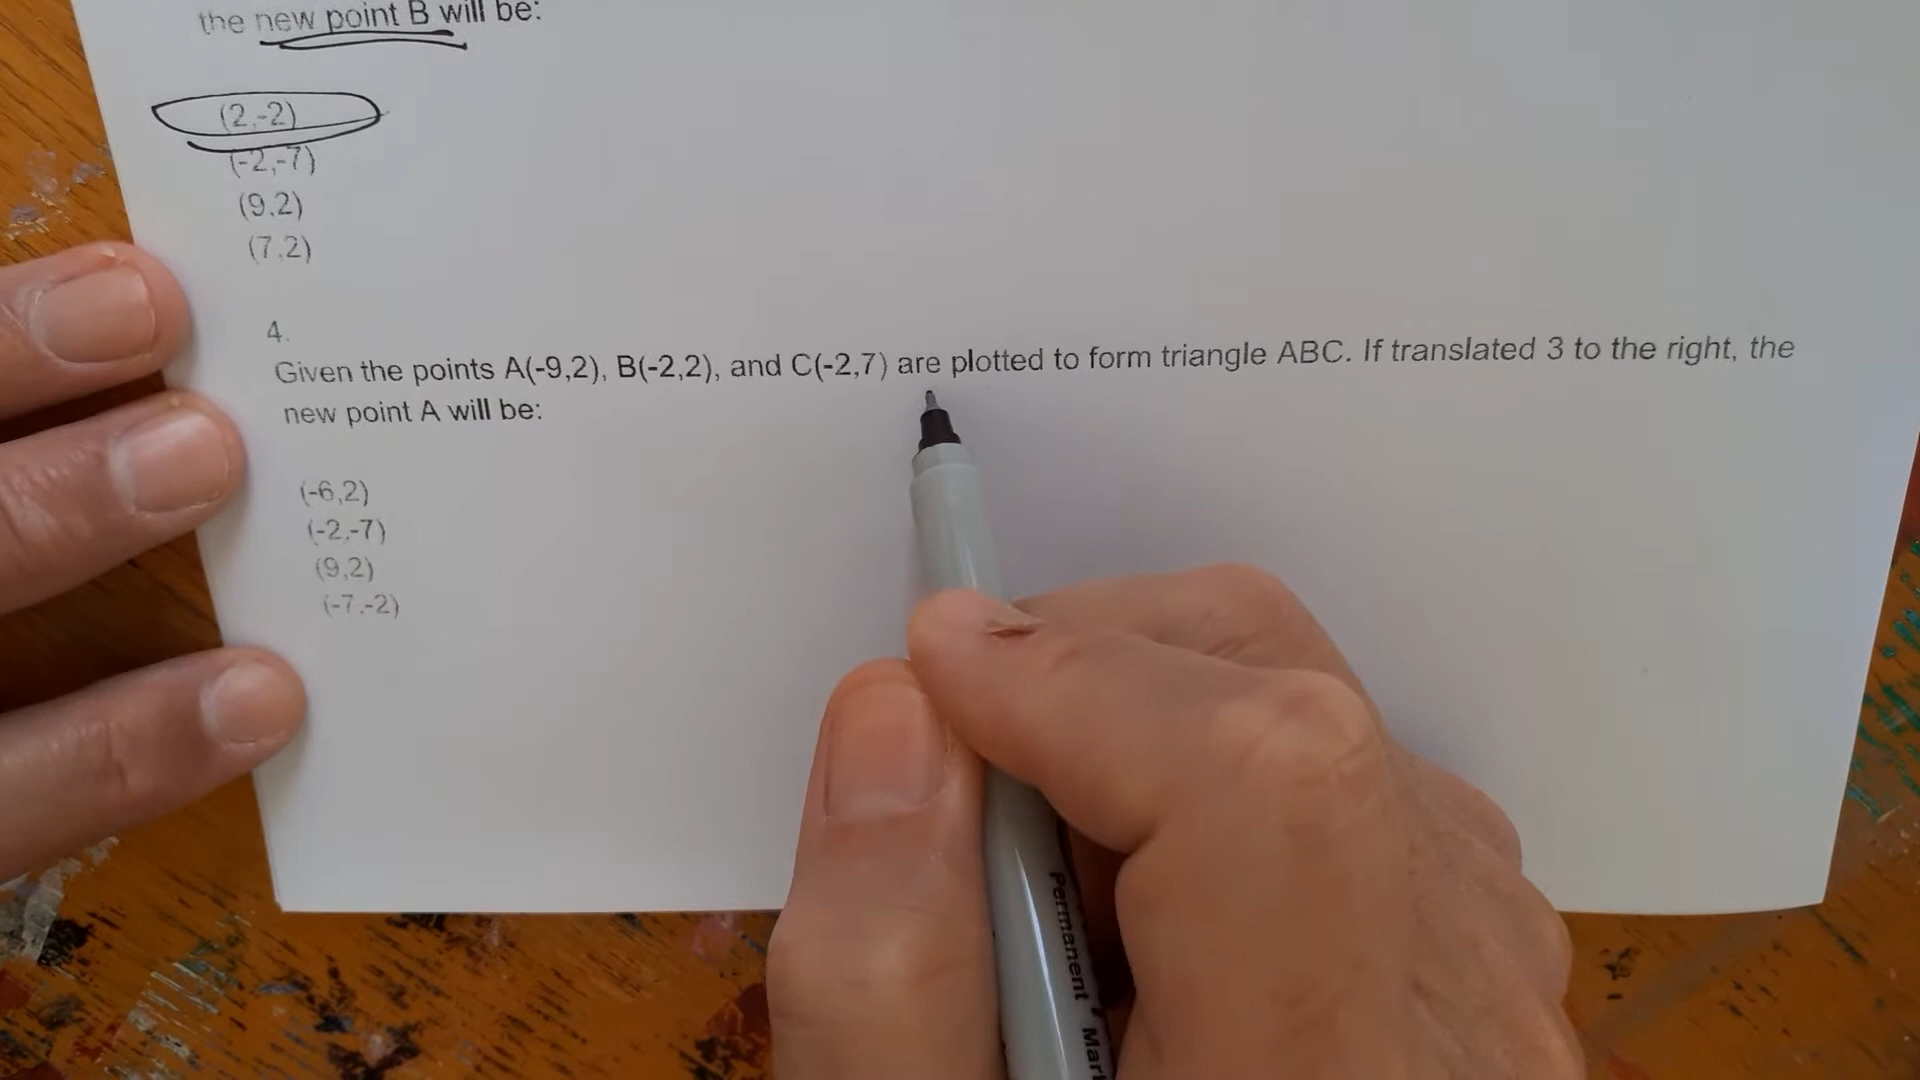 the new point B will be:
(2,-2)
(-2,-7)
(9,2)
(7,2)
4.
Given the points A(-9,2), B(-2,2), and C(-2,7) are plotted to form triangle ABC. If translated 3 to the right, the
new point A will be:
(-6,2)
(-2,-7)
(9,2)
(-7,-2)
Permanent Mar